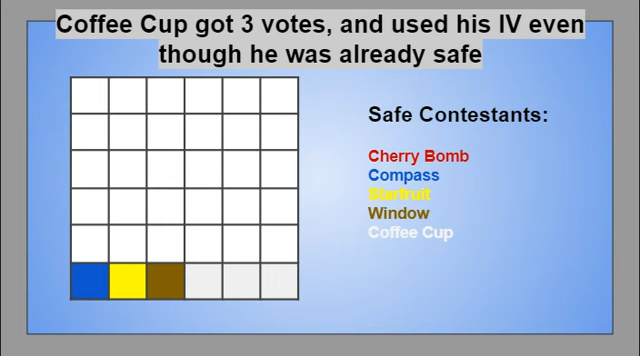 Coffee Cup got 3 votes, and used his IV even
though he was already safe
Safe Contestants:
Cherry Bomb
Compass
Starfruit
Window
Coffee Cup